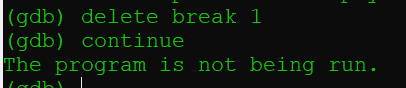 (gdb) delete break 1
(gdb) continue
The program is not being run.
(gdb)